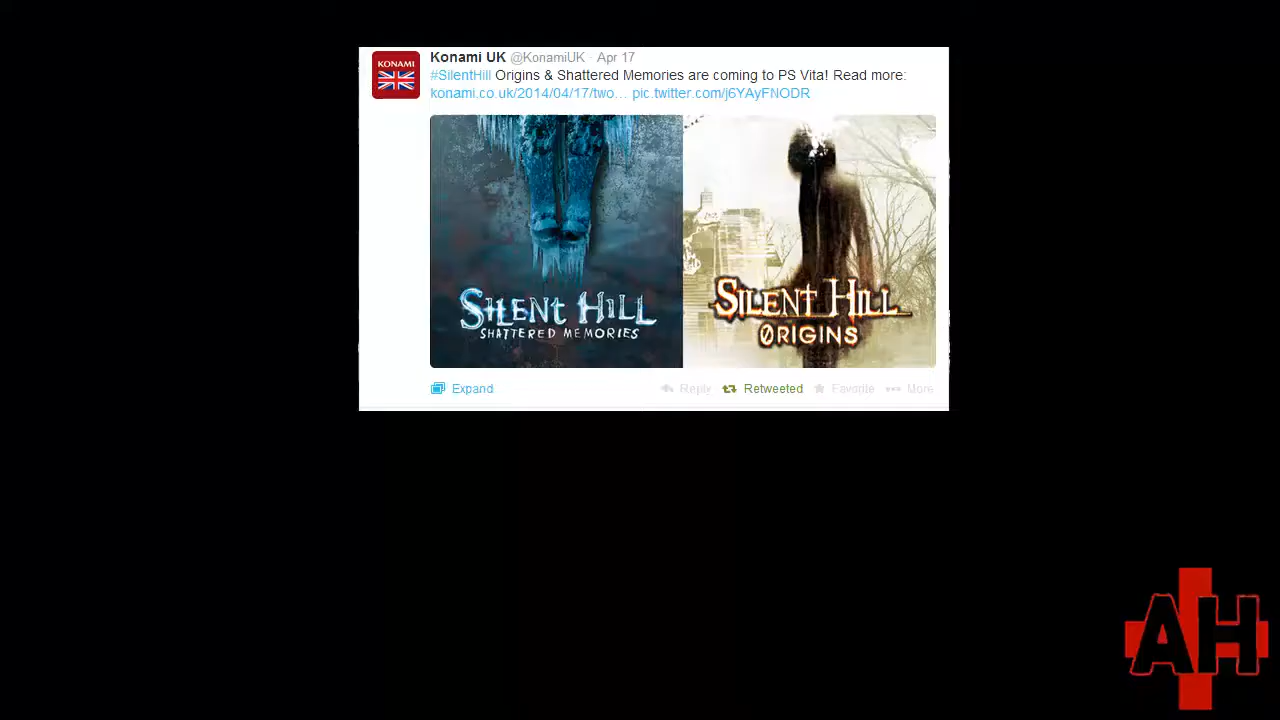 KONAMI
Konami UK @KonamiUK · Apr 17
#SilentHill Origins & Shattered Memories are coming to PS Vita! Read more:
konami.co.uk/2014/04/17/two… pic.twitter.com/j6YAyFNODR
SILENT HILL
SHATTERED MEMORIES
SILENT HILL
0RIGINS
Expand
Reply
Retweeted
Favorite
More
AH